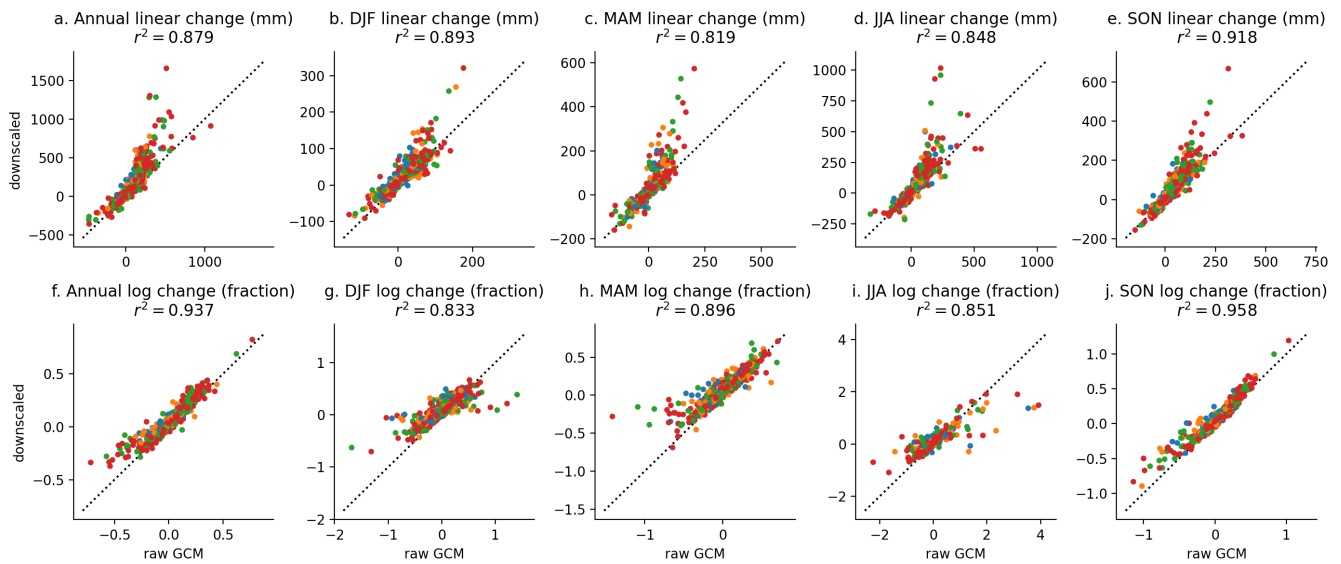 a. Annual linear change (mm)
r² = 0.879
b. DJF linear change (mm)
r² = 0.893
c. MAM linear change (mm)
r² = 0.819
d. JJA linear change (mm)
r² = 0.848
e. SON linear change (mm)
r² = 0.918
downscaled
1500
1000
500
0
−500
0
1000
300
200
100
0
−100
0
200
600
400
200
0
−200
0
200
400
600
1000
750
500
250
0
−250
0
500
1000
600
400
200
0
−200
0
250
500
750
f. Annual log change (fraction)
r² = 0.937
g. DJF log change (fraction)
r² = 0.833
h. MAM log change (fraction)
r² = 0.896
i. JJA log change (fraction)
r² = 0.851
j. SON log change (fraction)
r² = 0.958
downscaled
0.5
0.0
−0.5
−0.5
0.0
0.5
raw GCM
1
0
−1
−2
−2
−1
0
1
raw GCM
0.5
0.0
−0.5
−1.0
−1.5
−1
0
raw GCM
4
2
0
−2
−2
0
2
4
raw GCM
1.0
0.5
0.0
−0.5
−1.0
−1
0
1
raw GCM